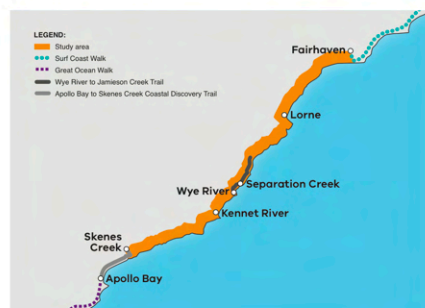 LEGEND:
Study area
Surf Coast Walk
Great Ocean Walk
Wye River to Jamieson Creek Trail
Apollo Bay to Skenes Creek Coastal Discovery Trail
Fairhaven
Lorne
Separation Creek
Wye River
Kennet River
Skenes
Creek
Apollo Bay